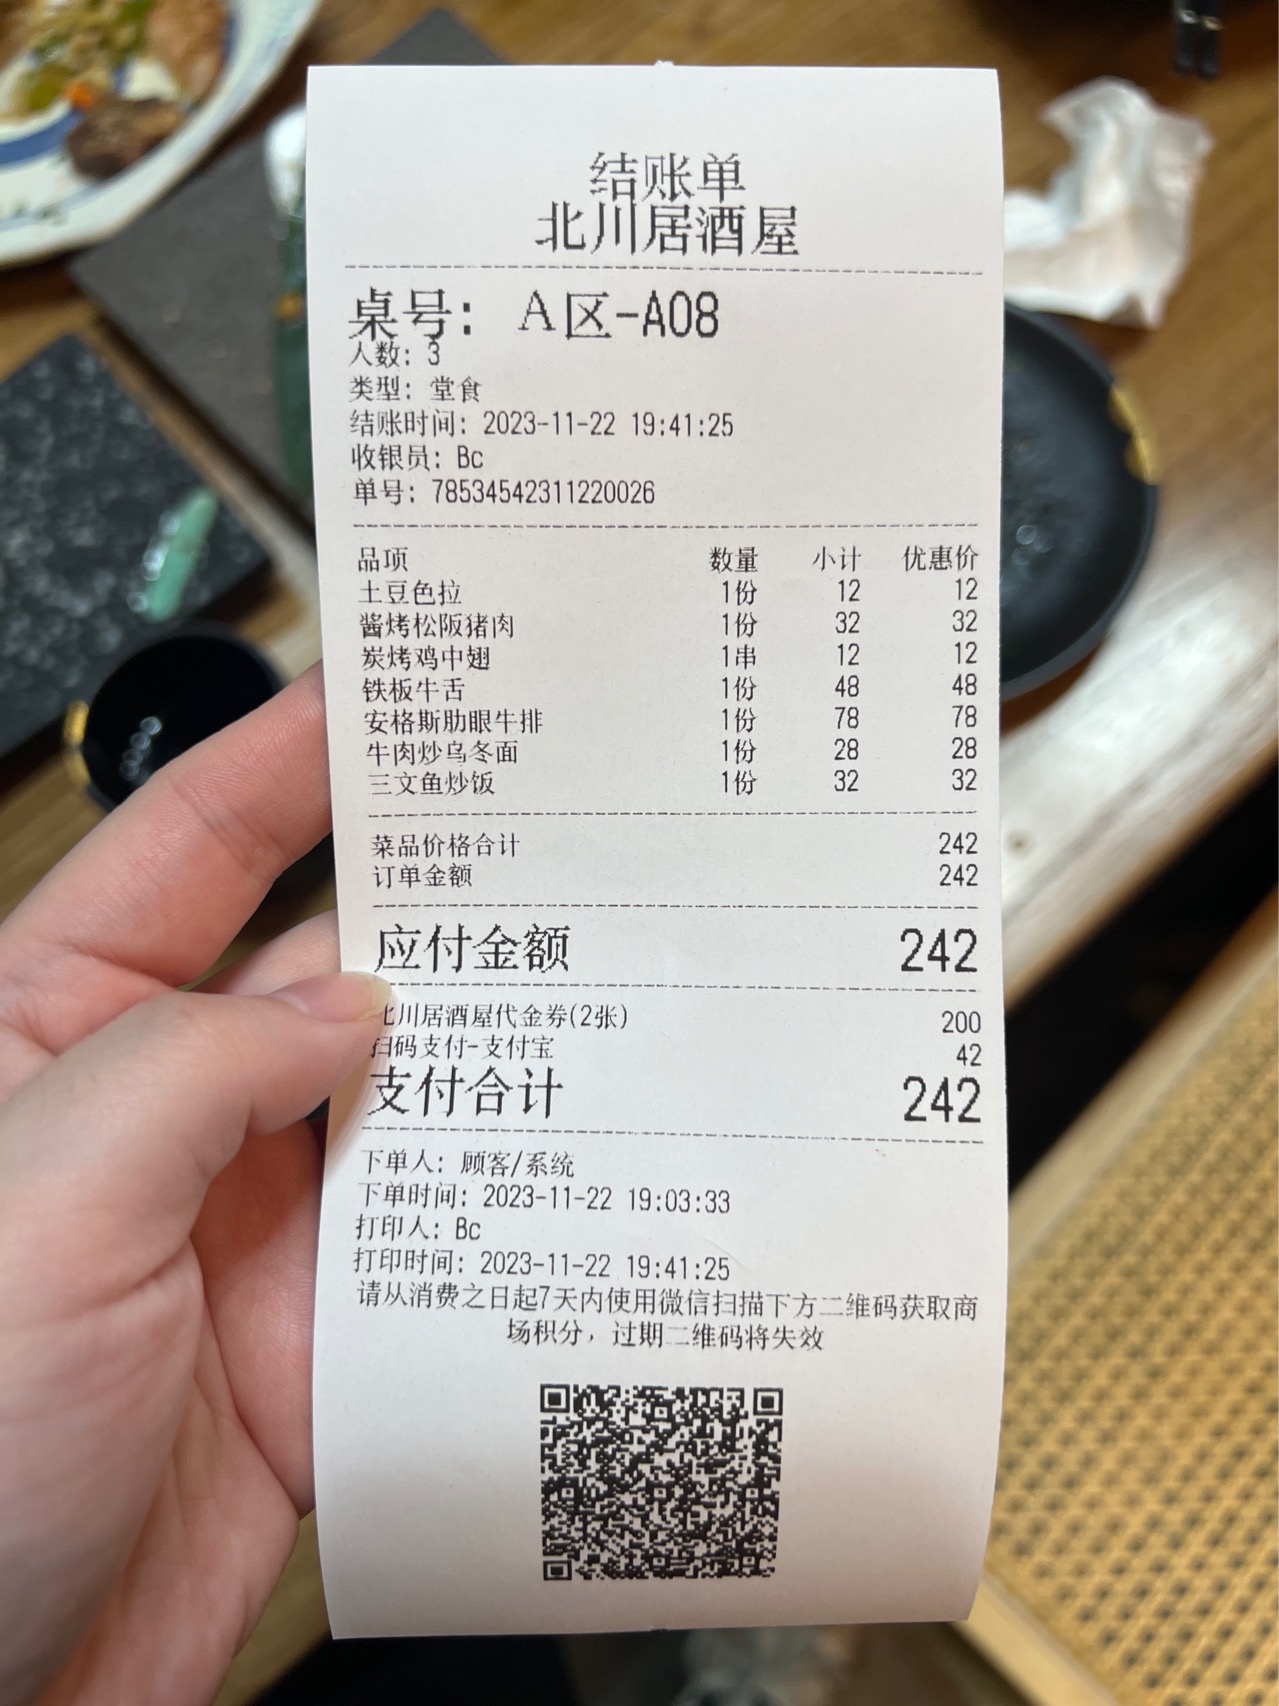 结账单
北川居酒屋
桌号: A区-A08
人数: 3
类型: 堂食
结账时间: 2023-11-22 19:41:25
收银员: Bc
单号: 78534542311220026
品项 数量 小计 优惠价
土豆色拉 1份 12 12
酱烤松阪猪肉 1份 32 32
炭烤鸡中翅 1串 12 12
铁板牛舌 1份 48 48
安格斯肋眼牛排 1份 78 78
牛肉炒乌冬面 1份 28 28
三文鱼炒饭 1份 32 32
菜品价格合计 242
订单金额 242
应付金额 242
北川居酒屋代金券(2张) 200
扫码支付-支付宝 42
支付合计 242
下单人: 顾客/系统
下单时间: 2023-11-22 19:03:33
打印人: Bc
打印时间: 2023-11-22 19:41:25
请从消费之日起7天内使用微信扫描下方二维码获取商
场积分，过期二维码将失效